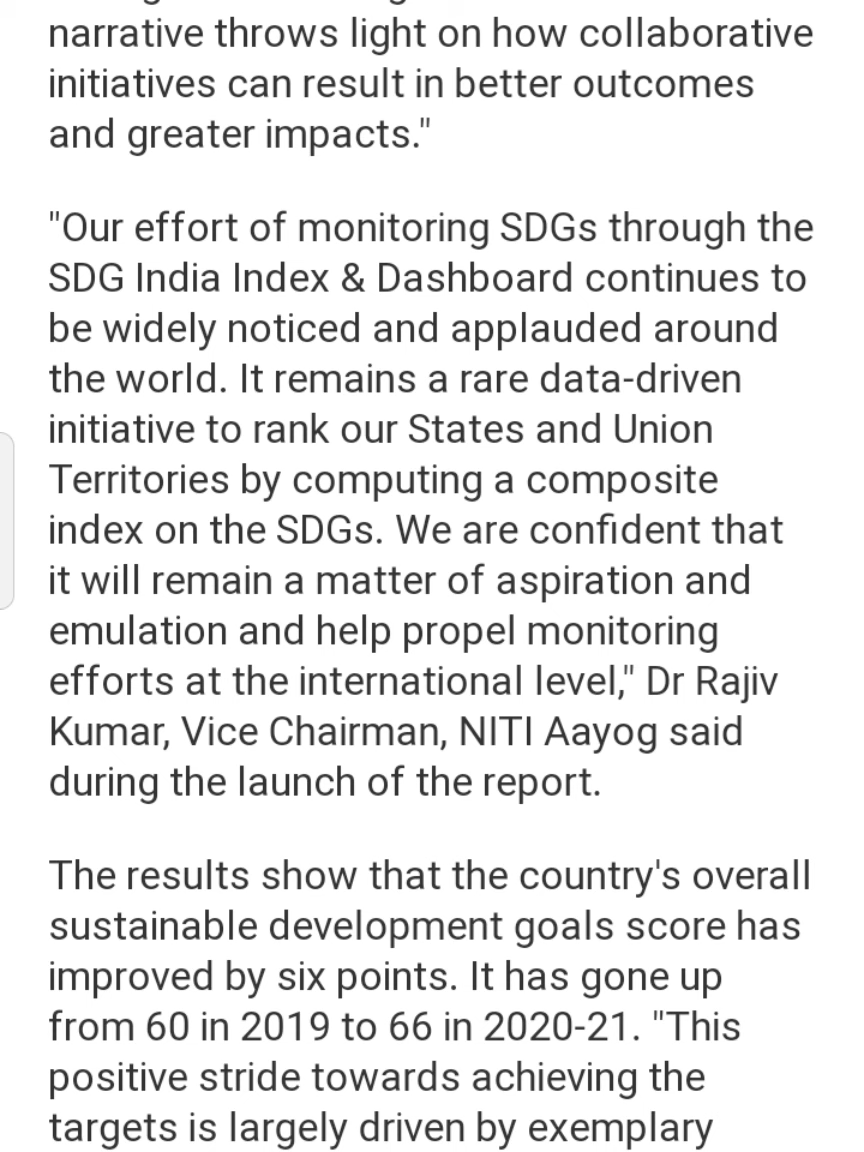 narrative throws light on how collaborative
initiatives can result in better outcomes
and greater impacts."
"Our effort of monitoring SDGs through the
SDG India Index & Dashboard continues to
be widely noticed and applauded around
the world. It remains a rare data-driven
initiative to rank our States and Union
Territories by computing a composite
index on the SDGs. We are confident that
it will remain a matter of aspiration and
emulation and help propel monitoring
efforts at the international level," Dr Rajiv
Kumar, Vice Chairman, NITI Aayog said
during the launch of the report.
The results show that the country's overall
sustainable development goals score has
improved by six points. It has gone up
from 60 in 2019 to 66 in 2020-21. "This
positive stride towards achieving the
targets is largely driven by exemplary